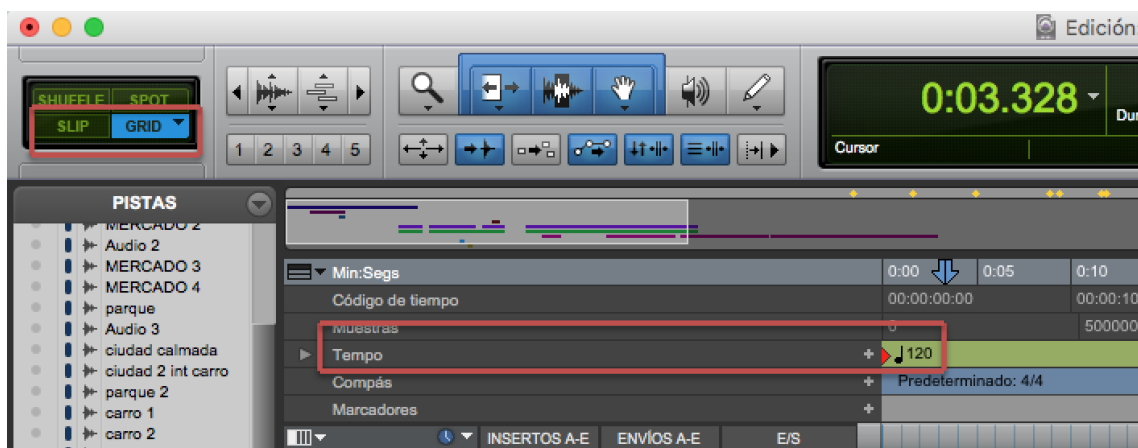 Edición:
SHUFFLE SPOT
SLIP GRID
1 2 3 4 5
0:03.328
Dur
Cursor
PISTAS
MERCADO 2
Audio 2
MERCADO 3
MERCADO 4
parque
Audio 3
ciudad calmada
ciudad 2 int carro
parque 2
carro 1
carro 2
Min:Segs 0:00 0:05 0:10
Código de tiempo 00:00:00:00 00:00:10
Muestras 0 5000000
Tempo + 120
Compás + Predeterminado: 4/4
Marcadores +
INSERTOS A-E ENVÍOS A-E E/S